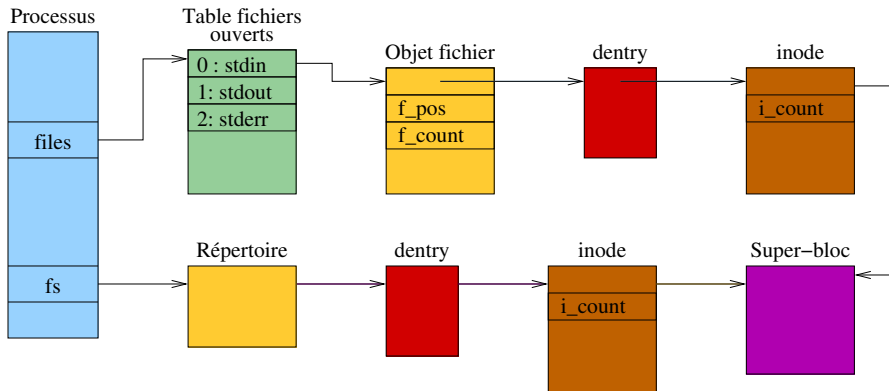 Processus
Table fichiers
ouverts
Objet fichier
dentry
inode
0 : stdin
1: stdout
2: stderr
f_pos
f_count
i_count
files
Répertoire
dentry
inode
Super−bloc
fs
i_count